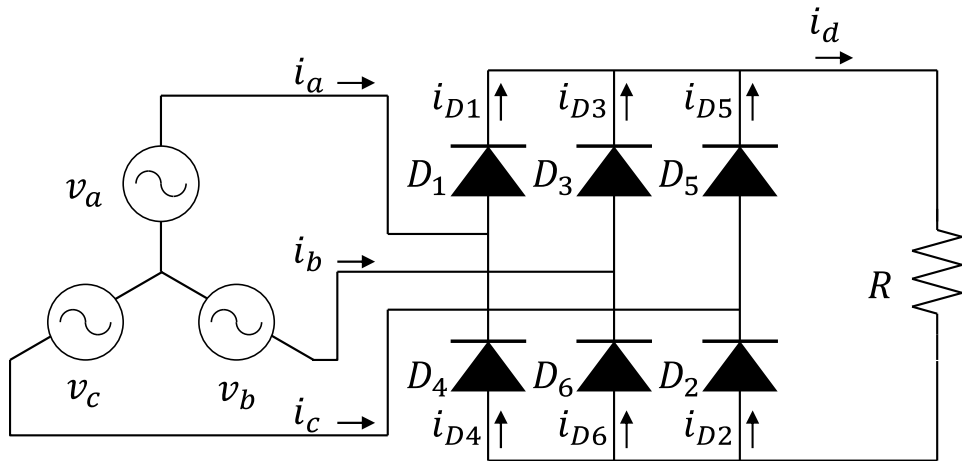 i_d
i_a
i_D1 i_D3 i_D5
v_a
D_1 D_3 D_5
i_b
R
v_c v_b
D_4 D_6 D_2
i_c
i_D4 i_D6 i_D2